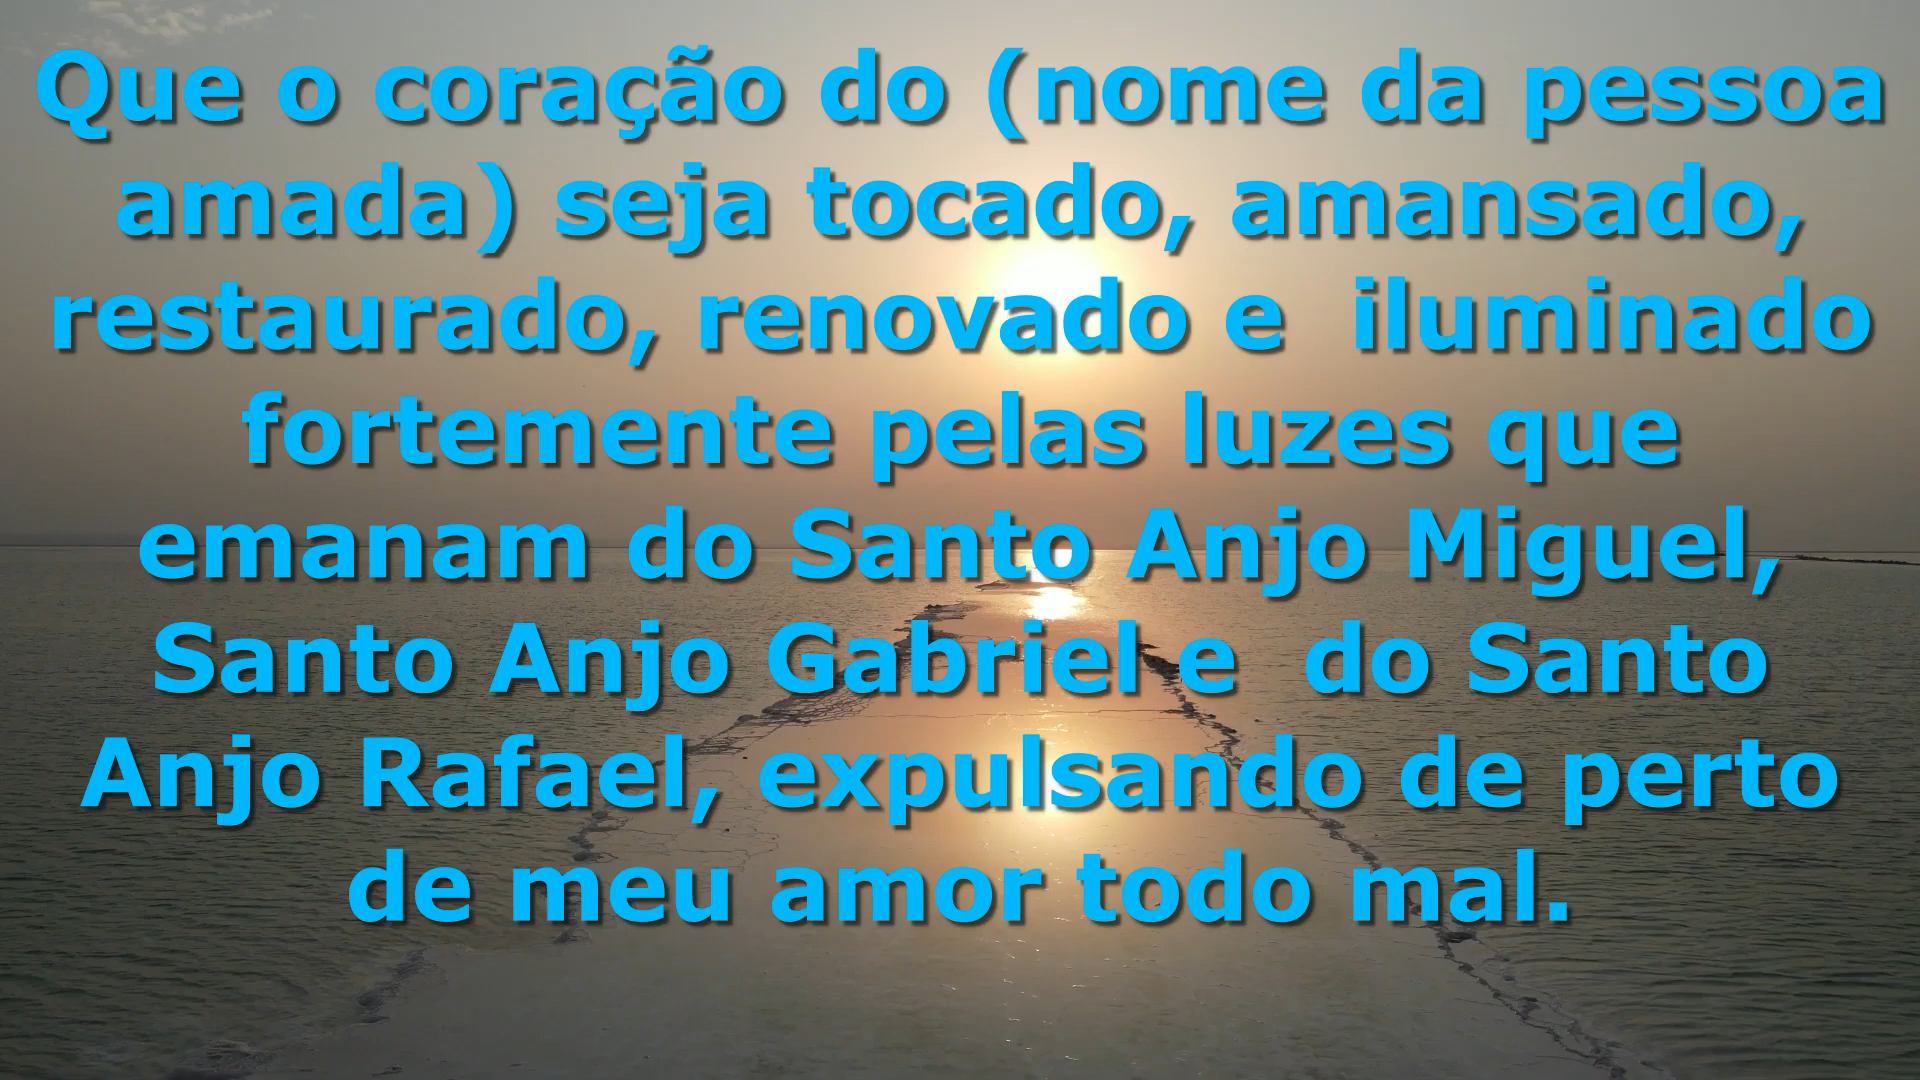 Que o coração do (nome da pessoa
amada) seja tocado, amansado,
restaurado, renovado e  iluminado
fortemente pelas luzes que
emanam do Santo Anjo Miguel,
Santo Anjo Gabriel e  do Santo
Anjo Rafael, expulsando de perto
de meu amor todo mal.